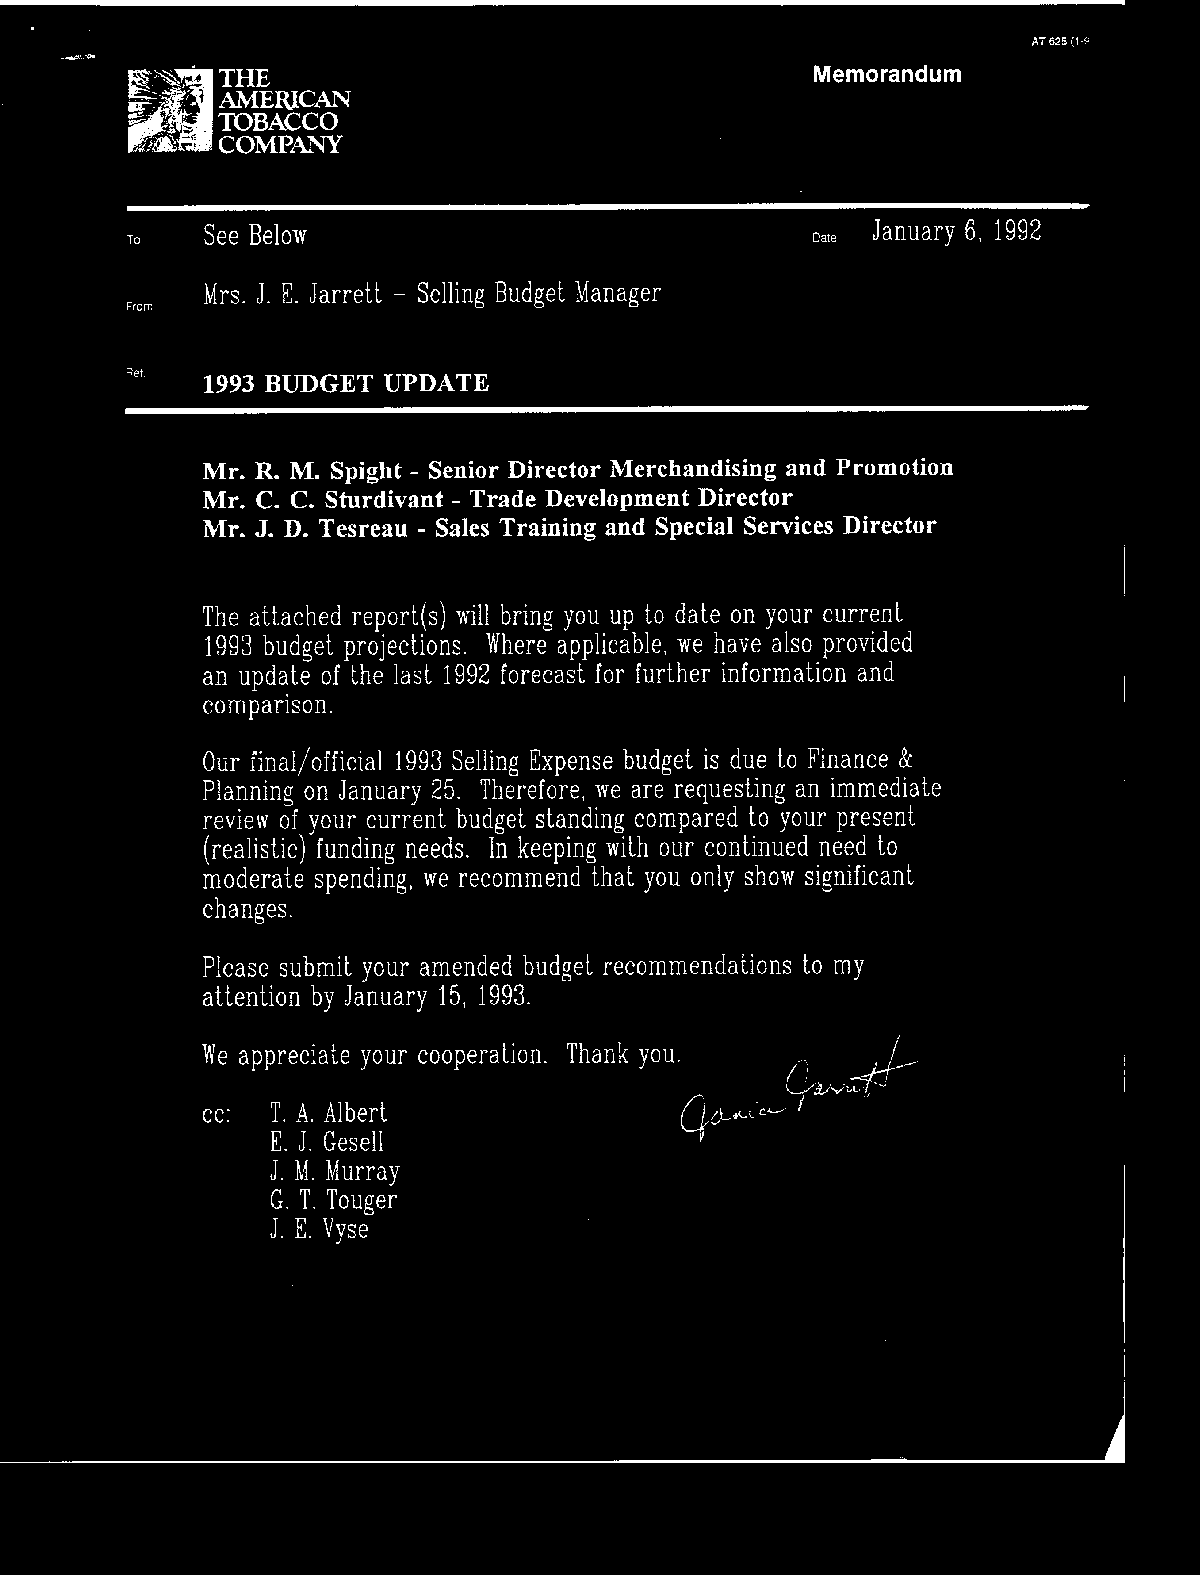 AT 625 (1-9
THE
AMERICAN
TOBACCO
COMPANY
Memorandum
To See Below Date January 6, 1992
From Mrs. J. E. Jarrett - Selling Budget Manager
Ref. 1993 BUDGET UPDATE
Mr. R. M. Spight - Senior Director Merchandising and Promotion
Mr. C. C. Sturdivant - Trade Development Director
Mr. J. D. Tesreau - Sales Training and Special Services Director
The attached report(s) will bring you up to date on your current
1993 budget projections. Where applicable, we have also provided
an update of the last 1992 forecast for further information and
comparison.
Our final/official 1993 Selling Expense budget is due to Finance &
Planning on January 25. Therefore, we are requesting an immediate
review of your current budget standing compared to your present
(realistic) funding needs. In keeping with our continued need to
moderate spending, we recommend that you only show significant
changes.
Please submit your amended budget recommendations to my
attention by January 15, 1993.
We appreciate your cooperation. Thank you.
Janice Jarrett
cc: T. A. Albert
E. J. Gesell
J. M. Murray
G. T. Touger
J. E. Vyse